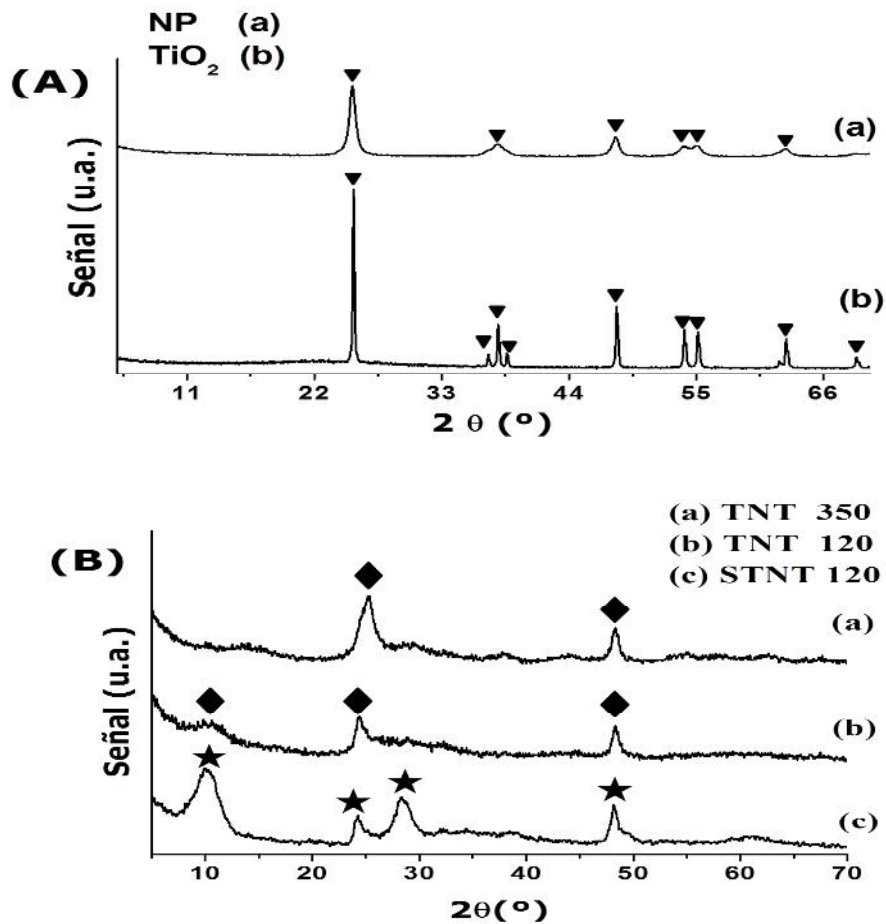 NP (a)
TiO₂ (b)
(A)
Señal (u.a.)
(a)
(b)
11 22 33 44 55 66
2 θ (º)
(a) TNT 350
(b) TNT 120
(c) STNT 120
(B)
Señal (u.a.)
(a)
(b)
(c)
10 20 30 40 50 60 70
2θ(º)